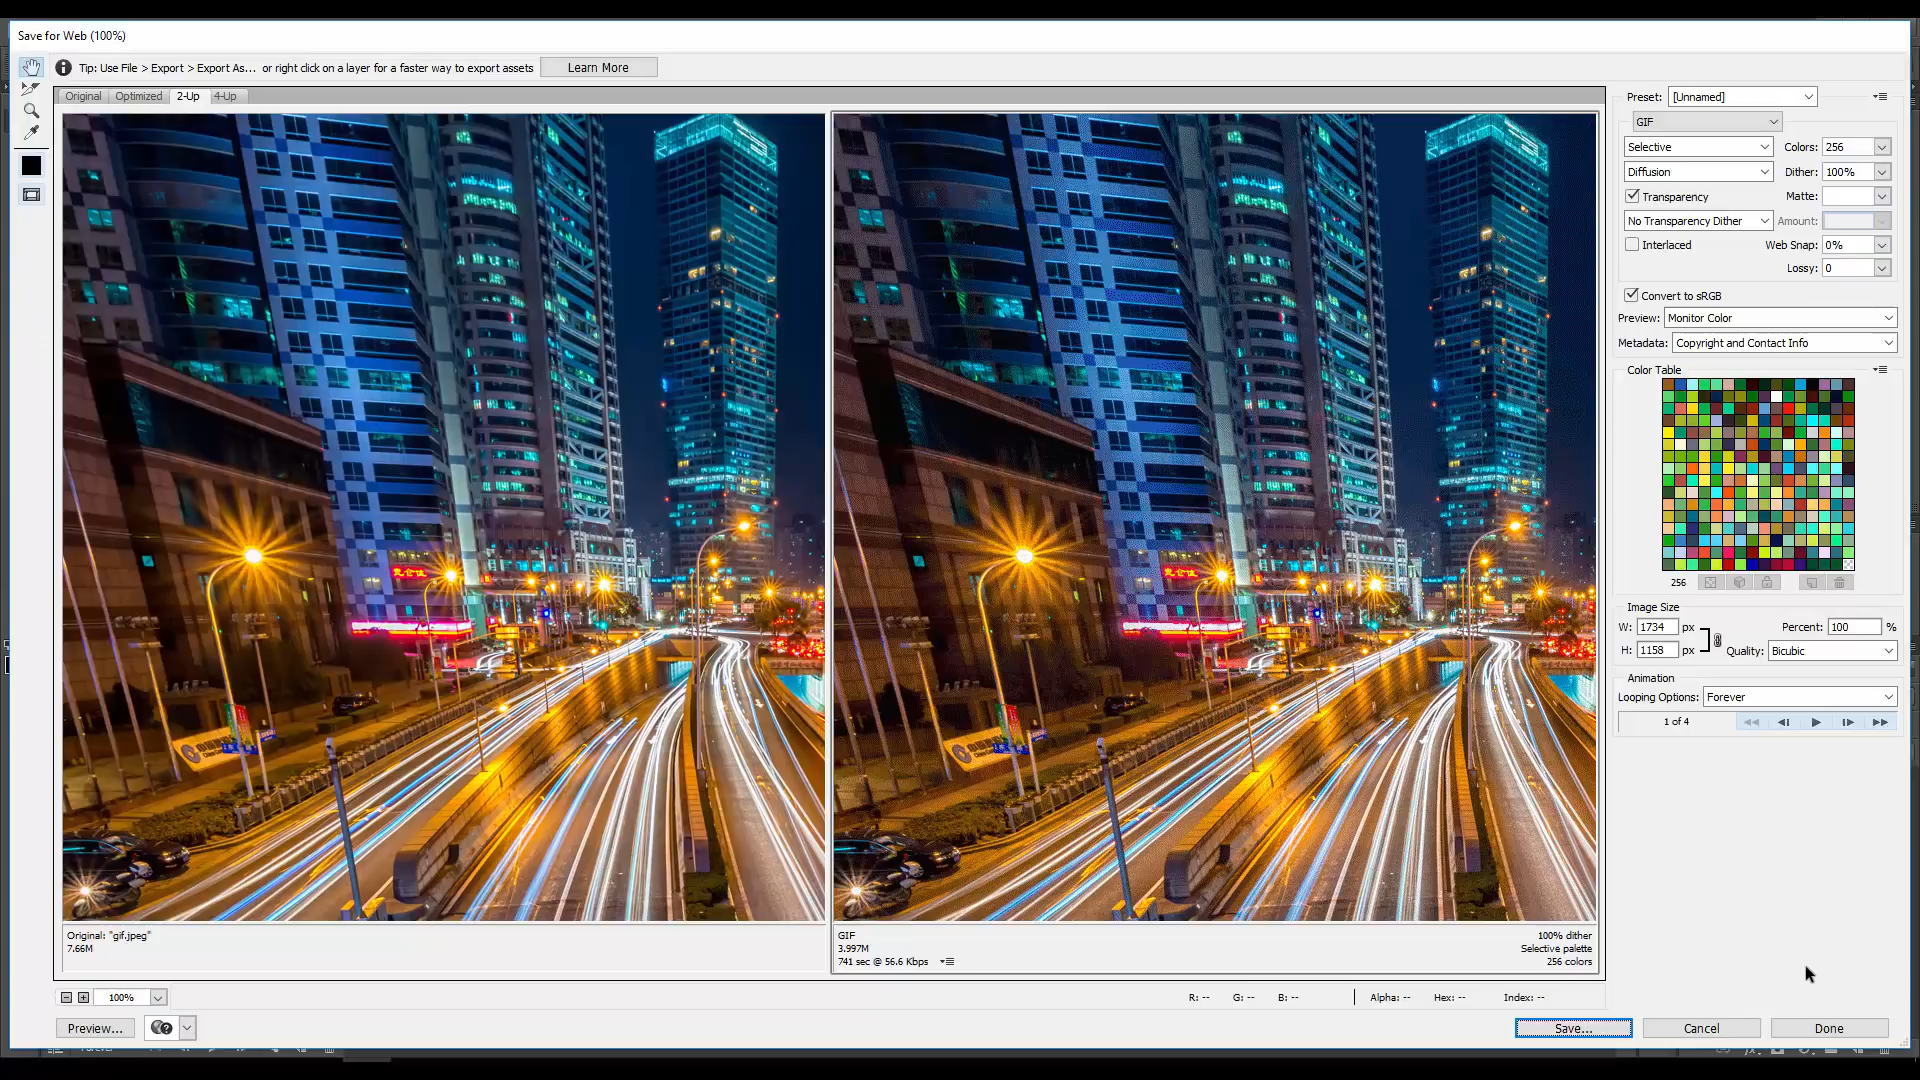 Save for Web (100%)
Tip: Use File > Export > Export As... or right click on a layer for a faster way to export assets
Learn More
Original
Optimized
2-Up
4-Up
Preset:
[Unnamed]
GIF
Selective
Colors:
256
Diffusion
Dither:
100%
Transparency
Matte:
No Transparency Dither
Amount:
Interlaced
Web Snap:
0%
Lossy:
0
Convert to sRGB
Preview:
Monitor Color
Metadata:
Copyright and Contact Info
Color Table
256
Image Size
W:
1734
px
Percent:
100
%
H:
1158
px
Quality:
Bicubic
Animation
Looping Options:
Forever
1 of 4
Original: "gif.jpeg"
7.66M
GIF
3.997M
741 sec @ 56.6 Kbps
100% dither
Selective palette
256 colors
100%
R: --
G: --
B: --
Alpha: --
Hex: --
Index: --
Preview...
Save...
Cancel
Done
Forever